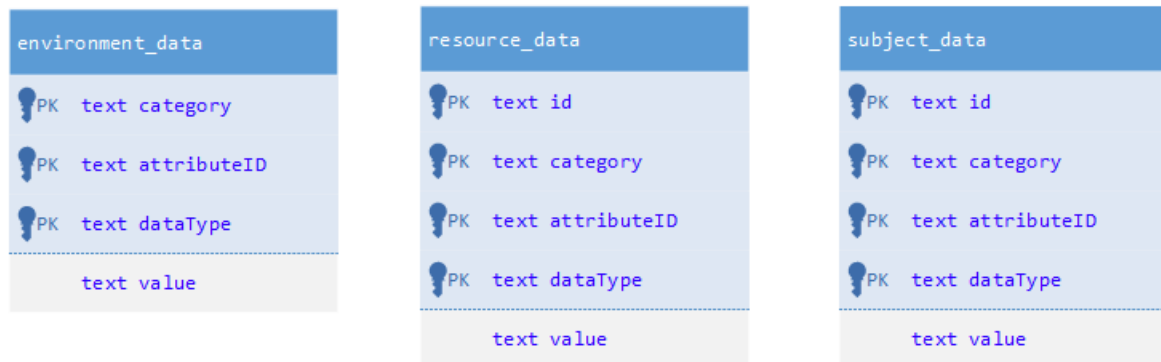 environment_data
PK text category
PK text attributeID
PK text dataType
text value
resource_data
PK text id
PK text category
PK text attributeID
PK text dataType
text value
subject_data
PK text id
PK text category
PK text attributeID
PK text dataType
text value